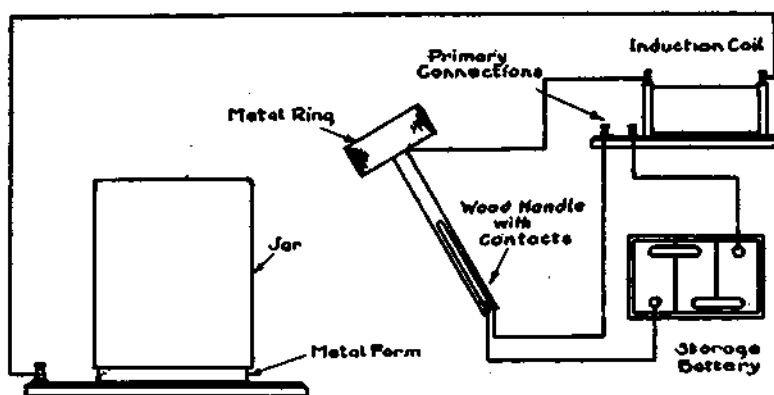 Induction Coil
Primary
Connections
Metal Ring
Wood Handle
with
Contacts
Jar
Metal Form
Storage
Battery